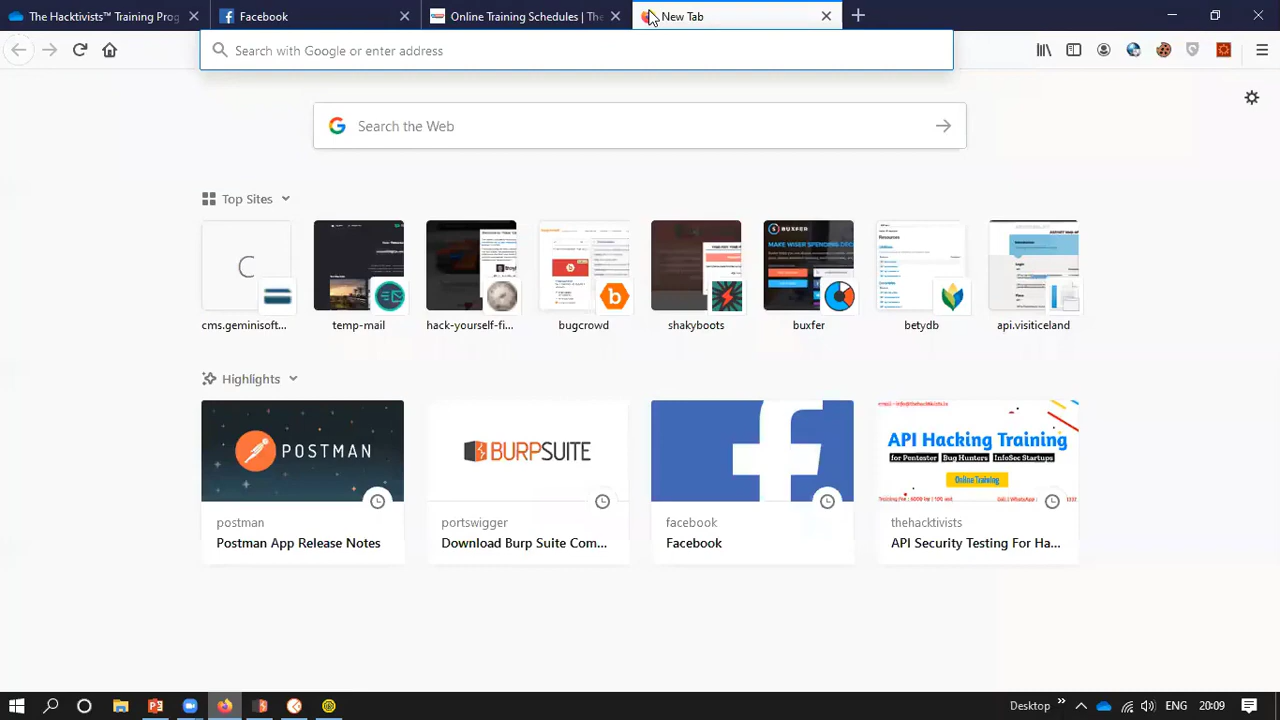 The Hacktivists™ Training Prog
Facebook
Online Training Schedules | The
New Tab
Search with Google or enter address
Search the Web
Top Sites
C
cms.geminisoft...
temp-mail
hack-yourself-fi...
bugcrowd
shakyboots
BUXFER
buxfer
betydb
api.visiticeland
Highlights
POSTMAN
postman
Postman App Release Notes
BURPSUITE
portswigger
Download Burp Suite Com...
facebook
Facebook
API Hacking Training
for Pentester Bug Hunters InfoSec Startups
Online Training
thehacktivists
API Security Testing For Ha...
Desktop
ENG
20:09